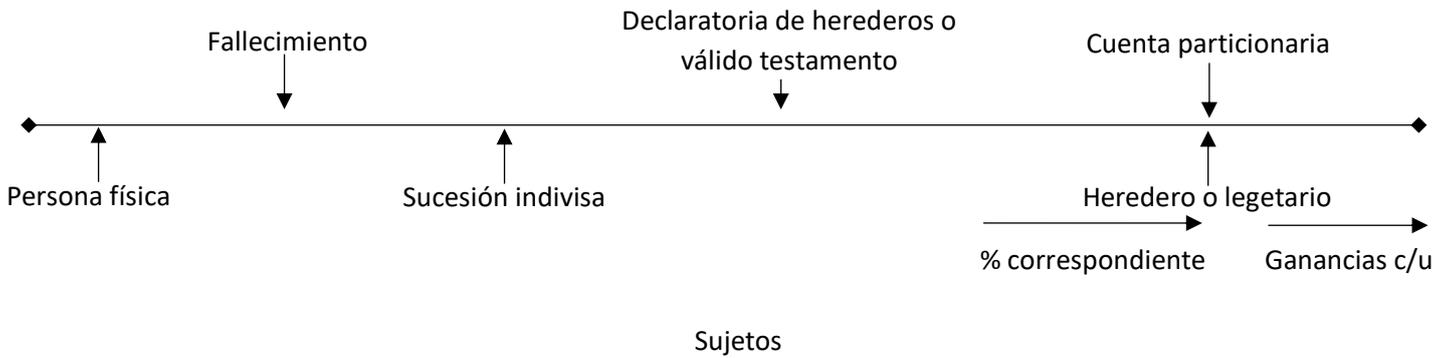 Fallecimiento
Declaratoria de herederos o
válido testamento
Cuenta particionaria
Persona física
Sucesión indivisa
Heredero o legetario
% correspondiente
Ganancias c/u
Sujetos